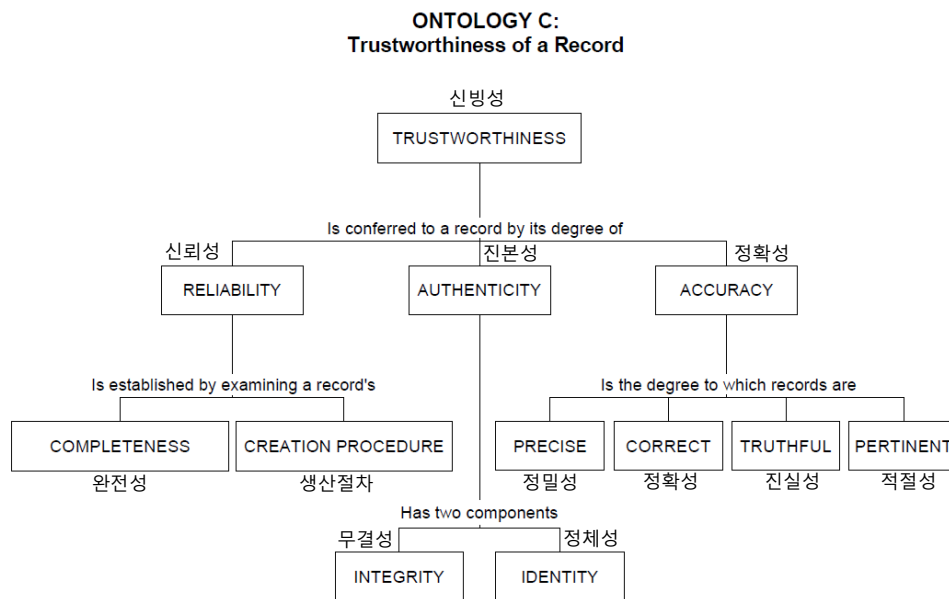 ONTOLOGY C:
Trustworthiness of a Record
신빙성
TRUSTWORTHINESS
Is conferred to a record by its degree of
신뢰성 진본성 정확성
RELIABILITY AUTHENTICITY ACCURACY
Is established by examining a record's Is the degree to which records are
COMPLETENESS CREATION PROCEDURE PRECISE CORRECT TRUTHFUL PERTINENT
완전성 생산절차 정밀성 정확성 진실성 적절성
Has two components
무결성 정체성
INTEGRITY IDENTITY